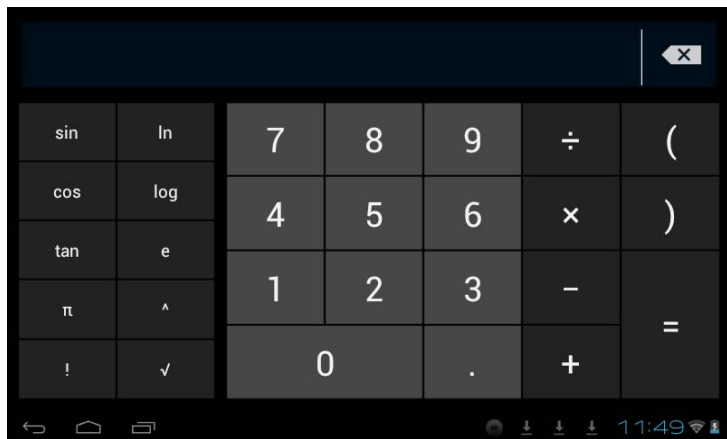 sin ln 7 8 9 ÷ (
cos log 4 5 6 × )
tan e 1 2 3 −
π ^ =
! √ 0 . +
11:49